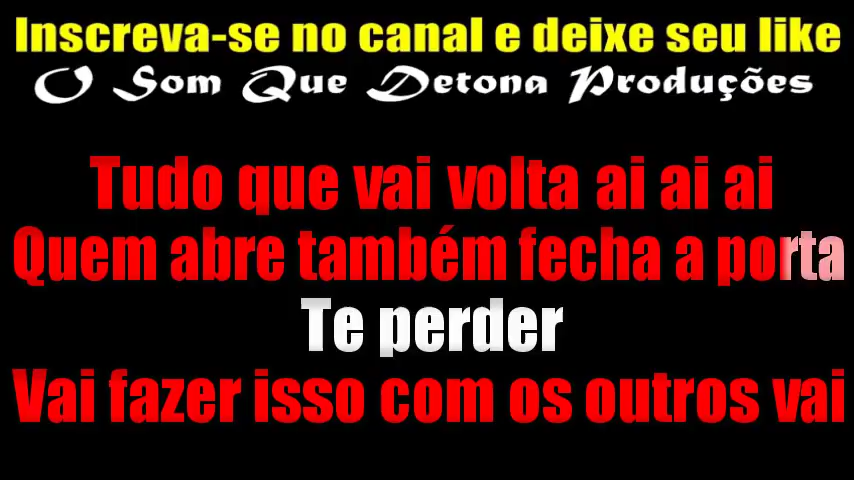 Inscreva-se no canal e deixe seu like
O Som Que Detona Produções
Tudo que vai volta ai ai ai
Quem abre também fecha a porta
Te perder
Vai fazer isso com os outros vai